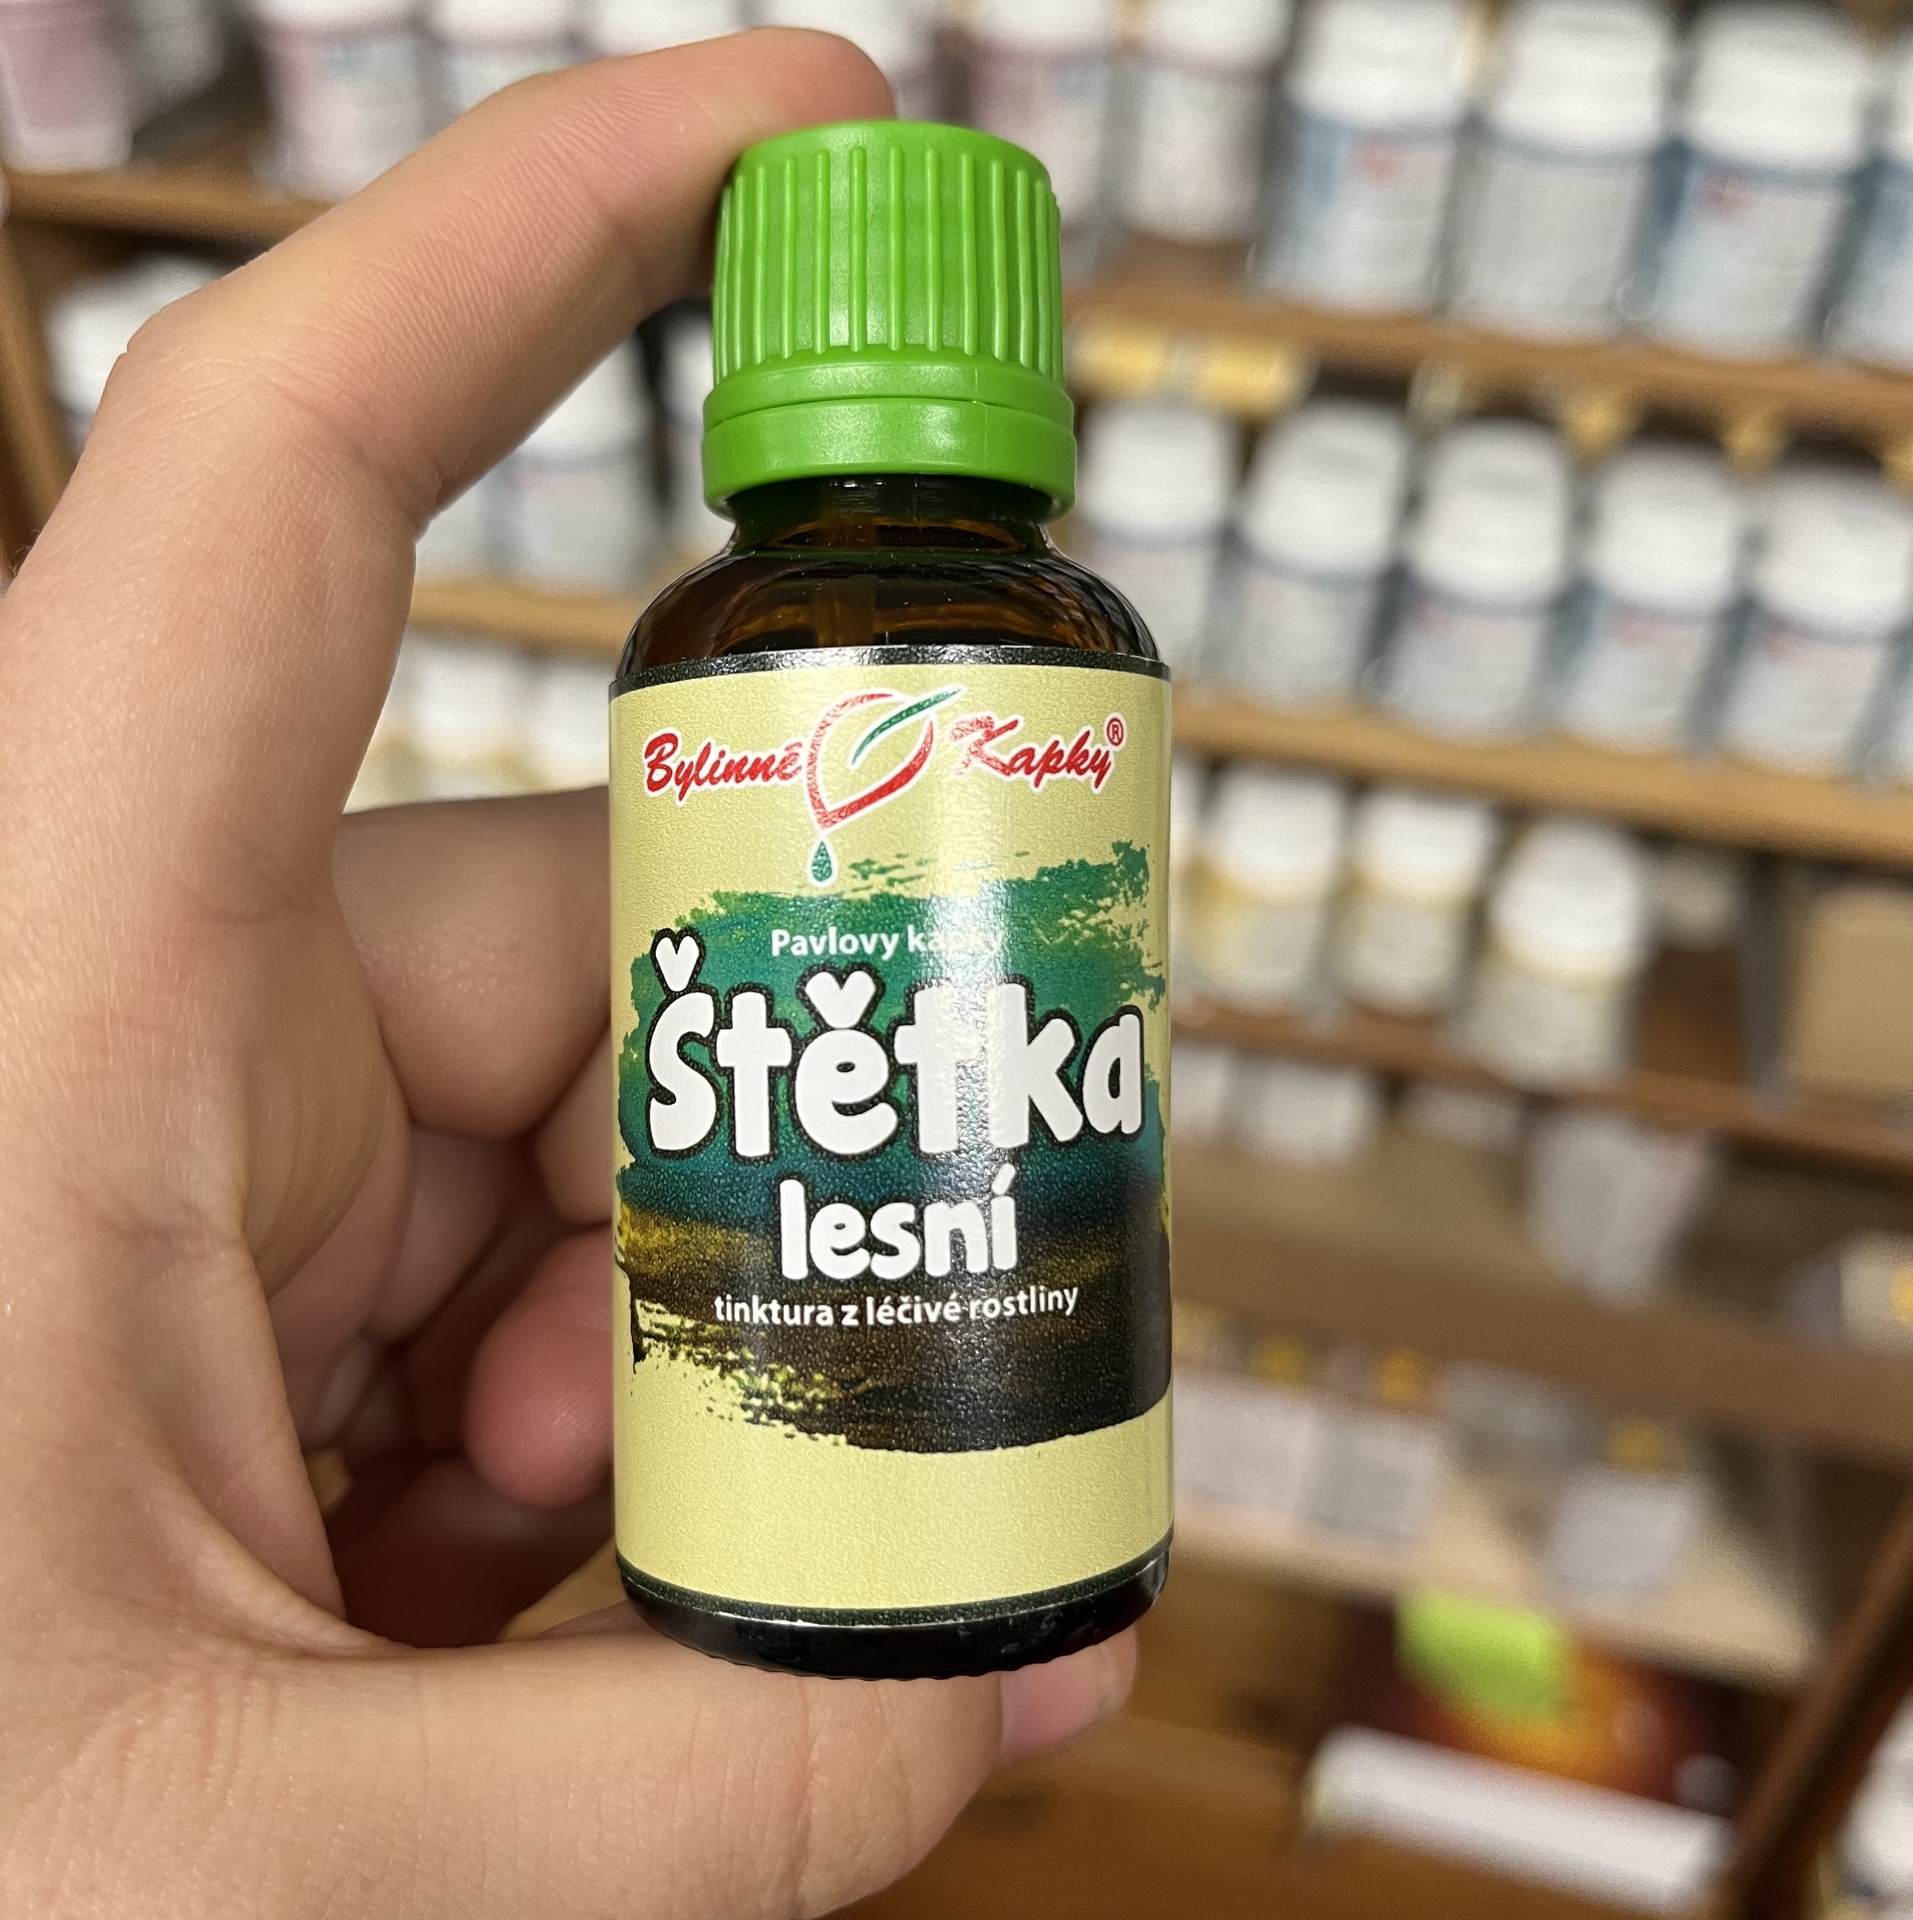 Bylinné Kapky®
Pavlovy kapky
Štětka
lesní
tinktura z léčivé rostliny